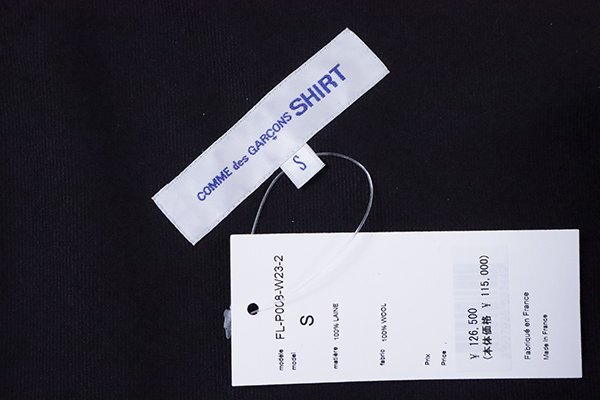 COMME des GARÇONS SHIRT
S
modèle
model
FL-P008-W23-2
S
matière 100% LAINE
fabric 100% WOOL
Prix
Price
¥ 126,500
(本体価格 ¥ 115,000)
Fabriqué en France
Made in France